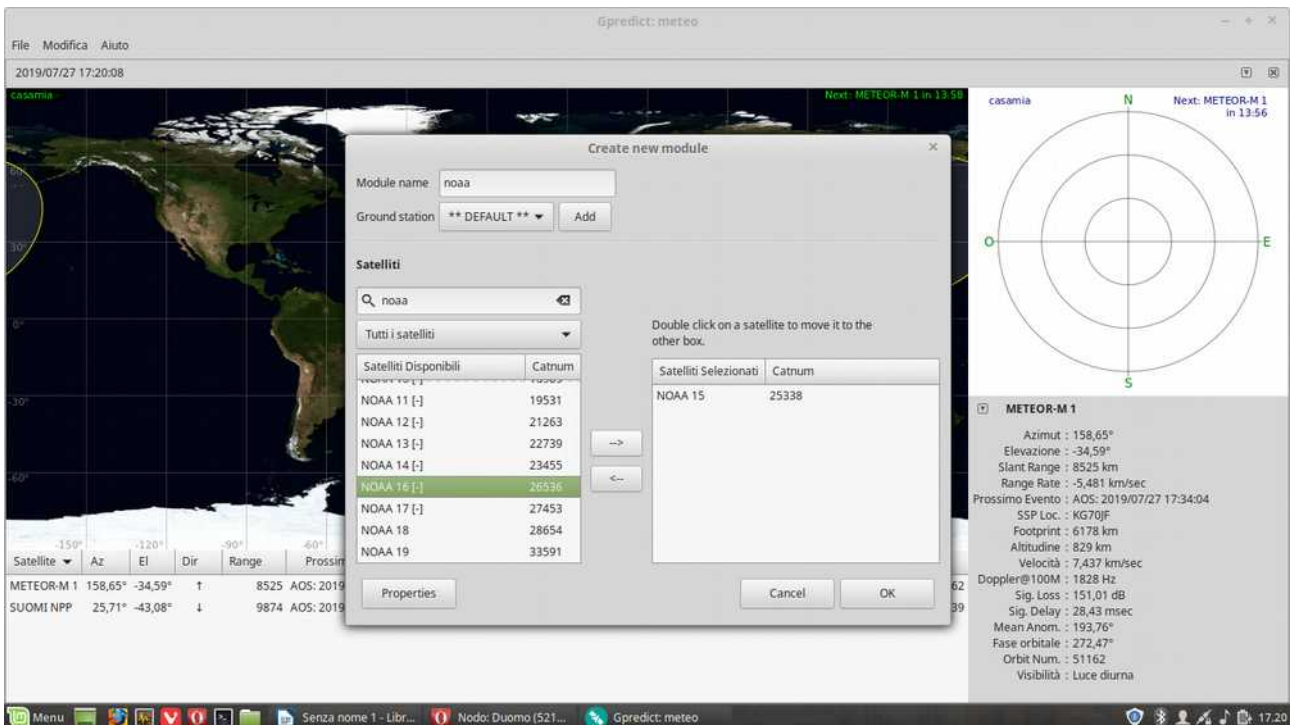 Gpredict: meteo
File Modifica Aiuto
2019/07/27 17:20:08
casamia
Next: METEOR-M 1 in 13:58
60°
30°
0°
-30°
-60°
-150° -120° -90° -60°
Create new module
Module name noaa
Ground station ** DEFAULT ** Add
Satelliti
noaa
Tutti i satelliti
Satelliti Disponibili Catnum
NOAA 11 [-] 19531
NOAA 12 [-] 21263
NOAA 13 [-] 22739
NOAA 14 [-] 23455
NOAA 16 [-] 26536
NOAA 17 [-] 27453
NOAA 18 28654
NOAA 19 33591
-->
<--
Double click on a satellite to move it to the
other box.
Satelliti Selezionati Catnum
NOAA 15 25338
Properties
Cancel
OK
Satellite Az El Dir Range Prossim
METEOR-M 1 158,65° -34,59° ↑ 8525 AOS: 2019 62
SUOMI NPP 25,71° -43,08° ↓ 9874 AOS: 2019 39
casamia
Next: METEOR-M 1
in 13:56
N
O
E
S
METEOR-M 1
Azimut : 158,65°
Elevazione : -34,59°
Slant Range : 8525 km
Range Rate : -5,481 km/sec
Prossimo Evento : AOS: 2019/07/27 17:34:04
SSP Loc. : KG70JF
Footprint : 6178 km
Altitudine : 829 km
Velocità : 7,437 km/sec
Doppler@100M : 1828 Hz
Sig. Loss : 151,01 dB
Sig. Delay : 28,43 msec
Mean Anom. : 193,76°
Fase orbitale : 272,47°
Orbit Num. : 51162
Visibilità : Luce diurna
Menu
Senza nome 1 - Libr...
Nodo: Duomo (521...
Gpredict: meteo
17.20